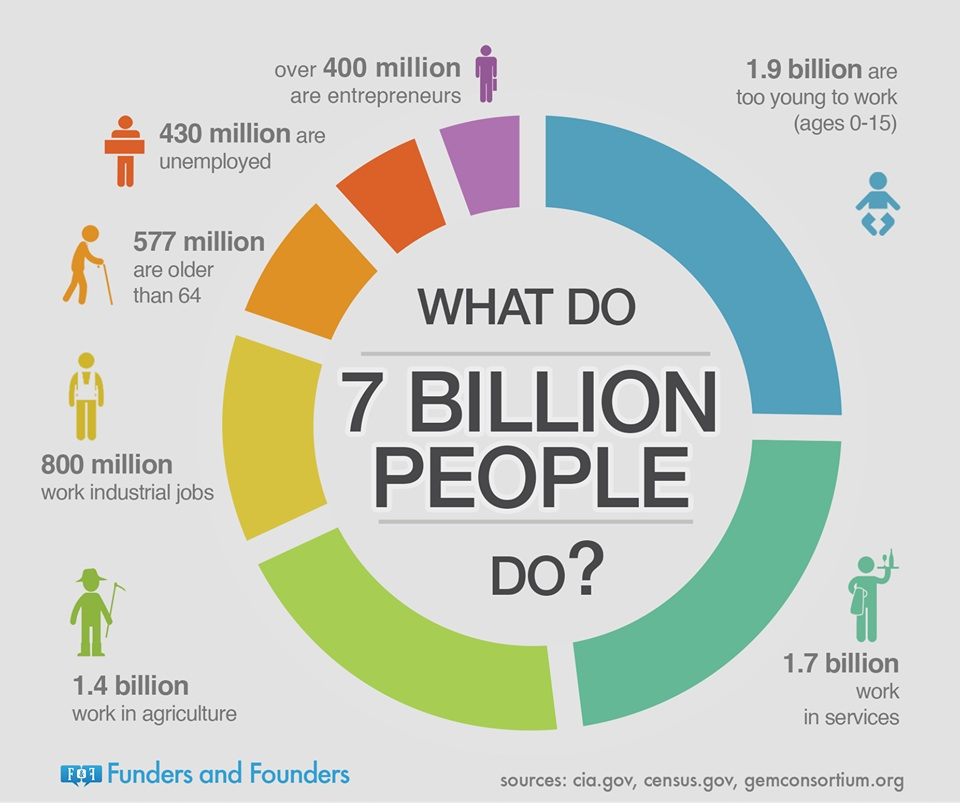 over 400 million
are entrepreneurs
1.9 billion are
too young to work
(ages 0-15)
430 million are
unemployed
577 million
are older
than 64
WHAT DO
7 BILLION
PEOPLE
DO?
800 million
work industrial jobs
1.7 billion
work
in services
1.4 billion
work in agriculture
F&F Funders and Founders
sources: cia.gov, census.gov, gemconsortium.org